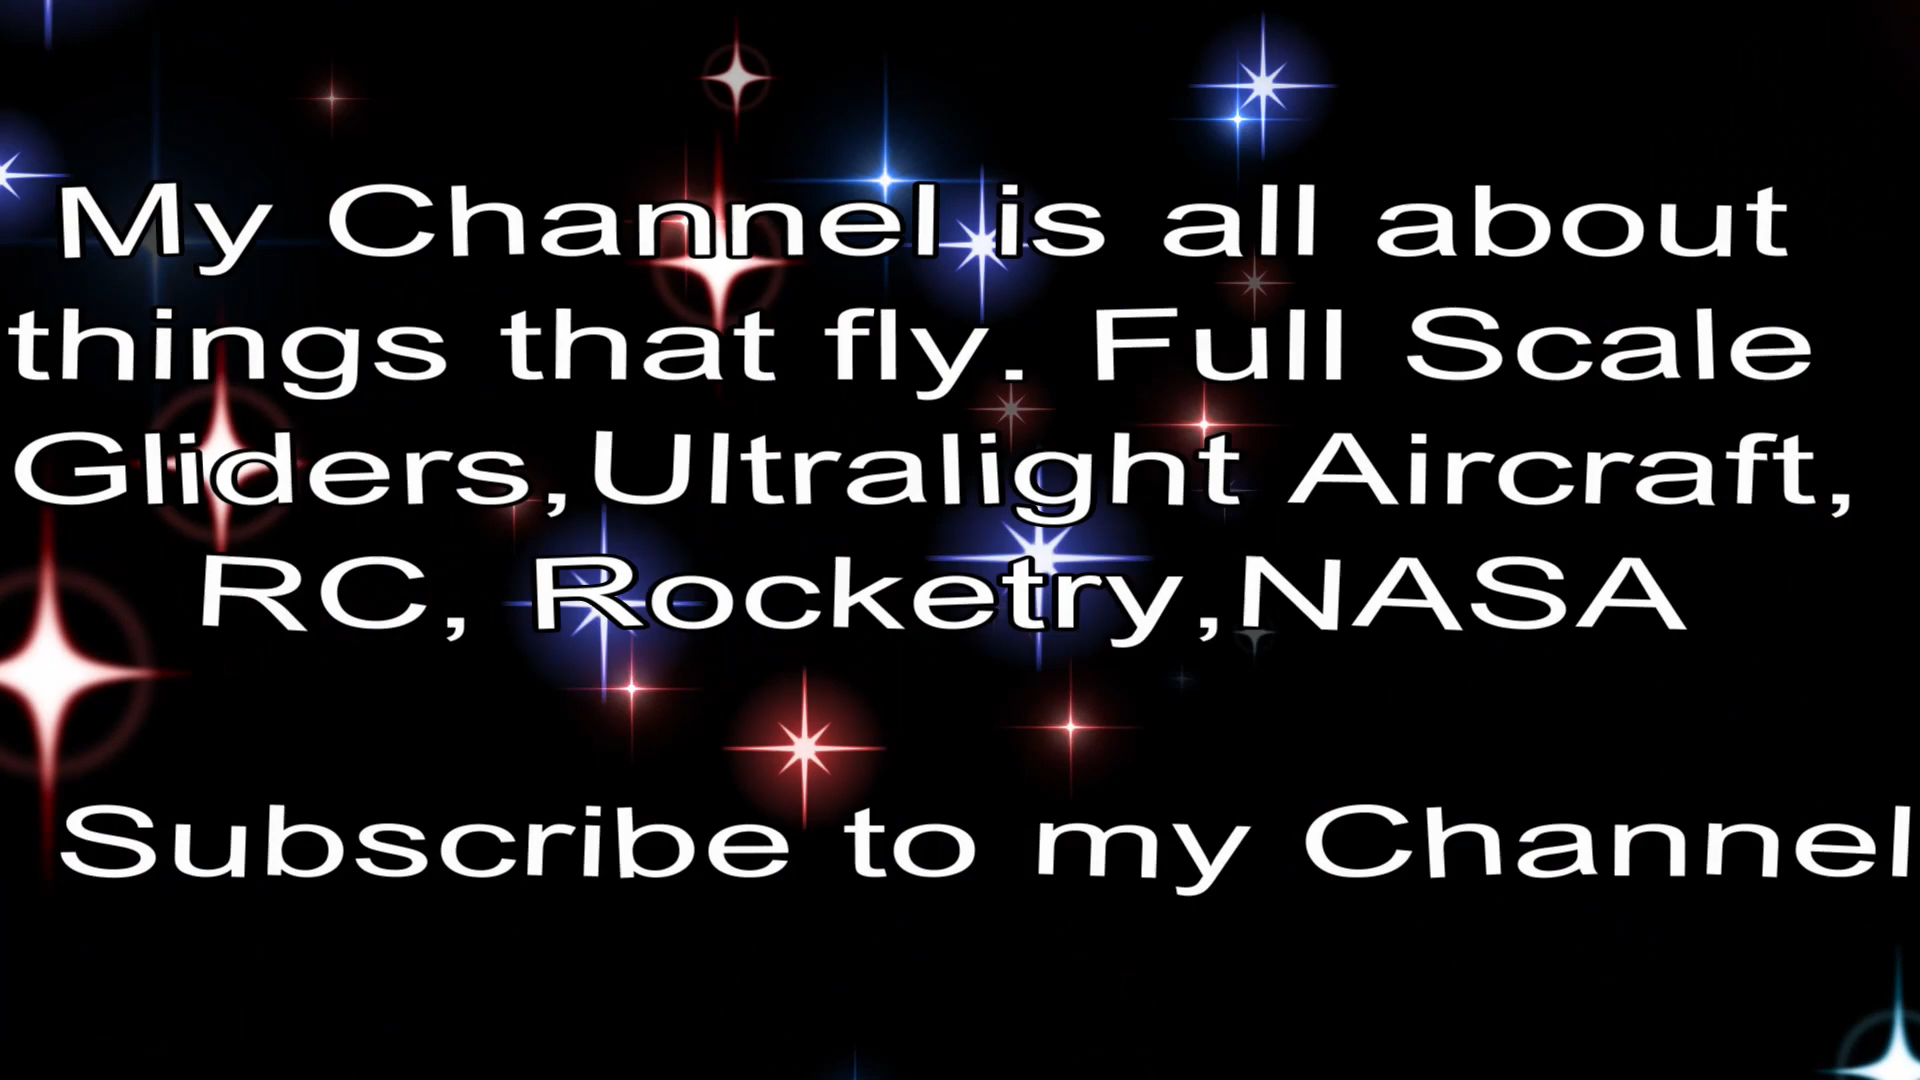 My Channel is all about
things that fly. Full Scale
Gliders,Ultralight Aircraft,
RC, Rocketry,NASA
Subscribe to my Channel